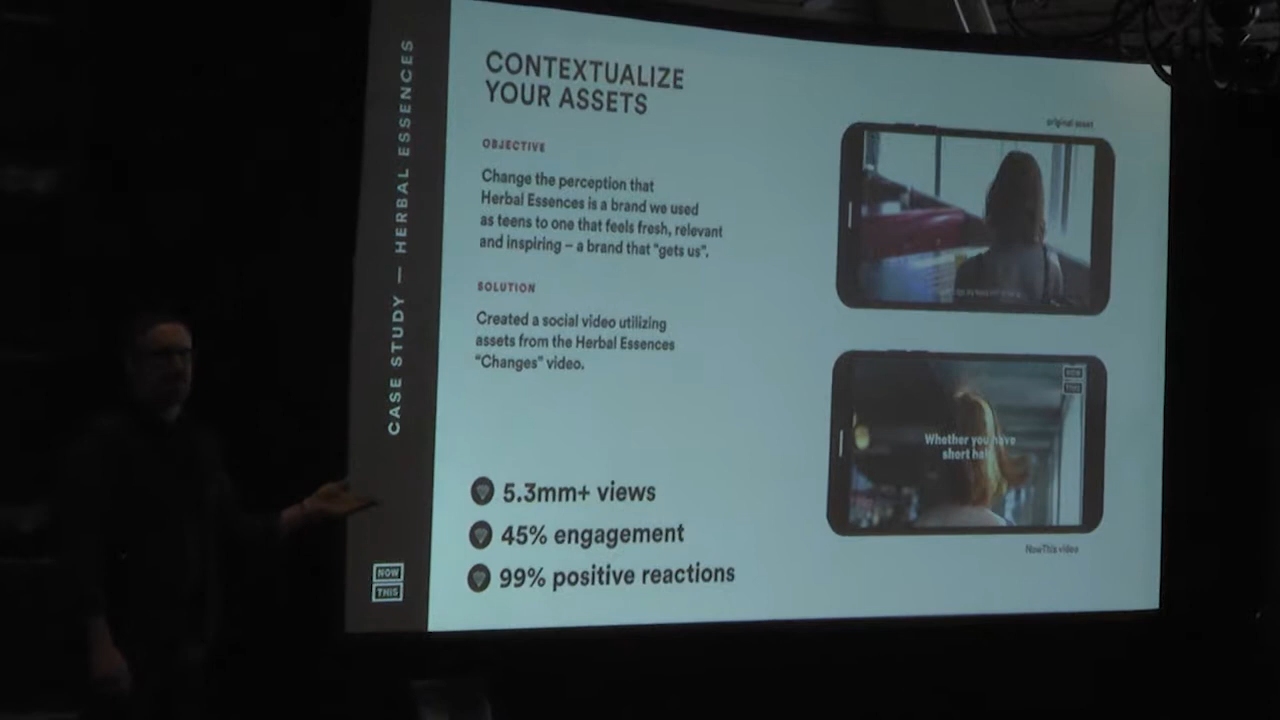 CASE STUDY — HERBAL ESSENCES
CONTEXTUALIZE
YOUR ASSETS
OBJECTIVE
Change the perception that
Herbal Essences is a brand we used
as teens to one that feels fresh, relevant
and inspiring – a brand that "gets us".
SOLUTION
Created a social video utilizing
assets from the Herbal Essences
"Changes" video.
5.3mm+ views
45% engagement
99% positive reactions
NOW
THIS
original asset
NOW
THIS
Whether you have
short
NowThis video